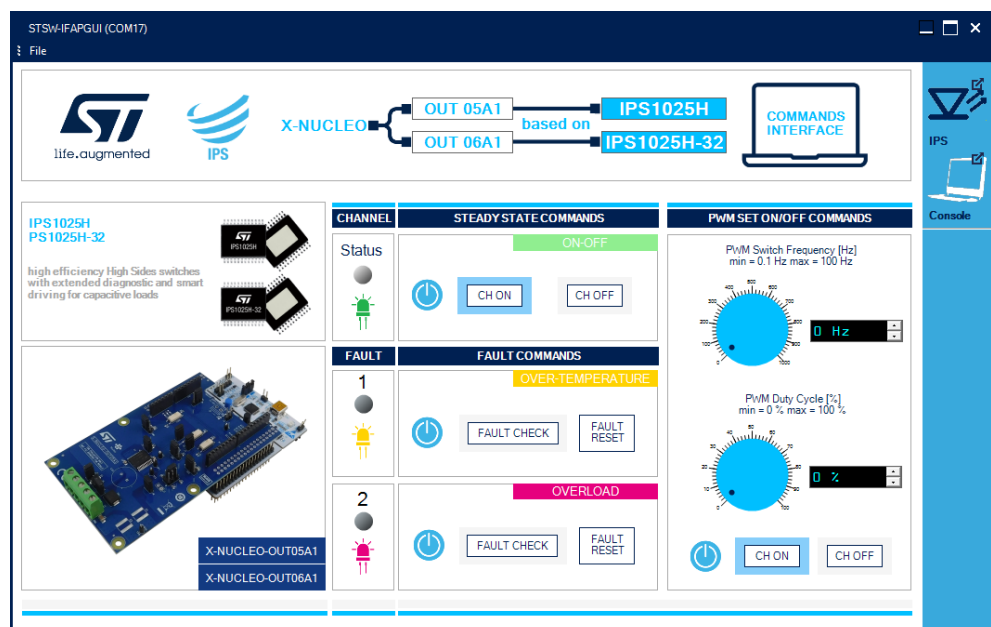 STSW-IFAPGUI (COM17)
File
ST
life.augmented
IPS
X-NUCLEO
OUT 05A1
OUT 06A1
based on
IPS1025H
IPS1025H-32
COMMANDS
INTERFACE
IPS
Console
IPS1025H
PS1025H-32
high efficiency High Sides switches
with extended diagnostic and smart
driving for capacitive loads
IPS1025H
IPS1025H-32
X-NUCLEO-OUT05A1
X-NUCLEO-OUT06A1
CHANNEL
STEADY STATE COMMANDS
Status
ON-OFF
CH ON
CH OFF
FAULT
FAULT COMMANDS
1
OVER-TEMPERATURE
FAULT CHECK
FAULT
RESET
2
OVERLOAD
FAULT CHECK
FAULT
RESET
PWM SET ON/OFF COMMANDS
PWM Switch Frequency [Hz]
min = 0.1 Hz max = 100 Hz
0 Hz
PWM Duty Cycle [%]
min = 0 % max = 100 %
0 %
CH ON
CH OFF